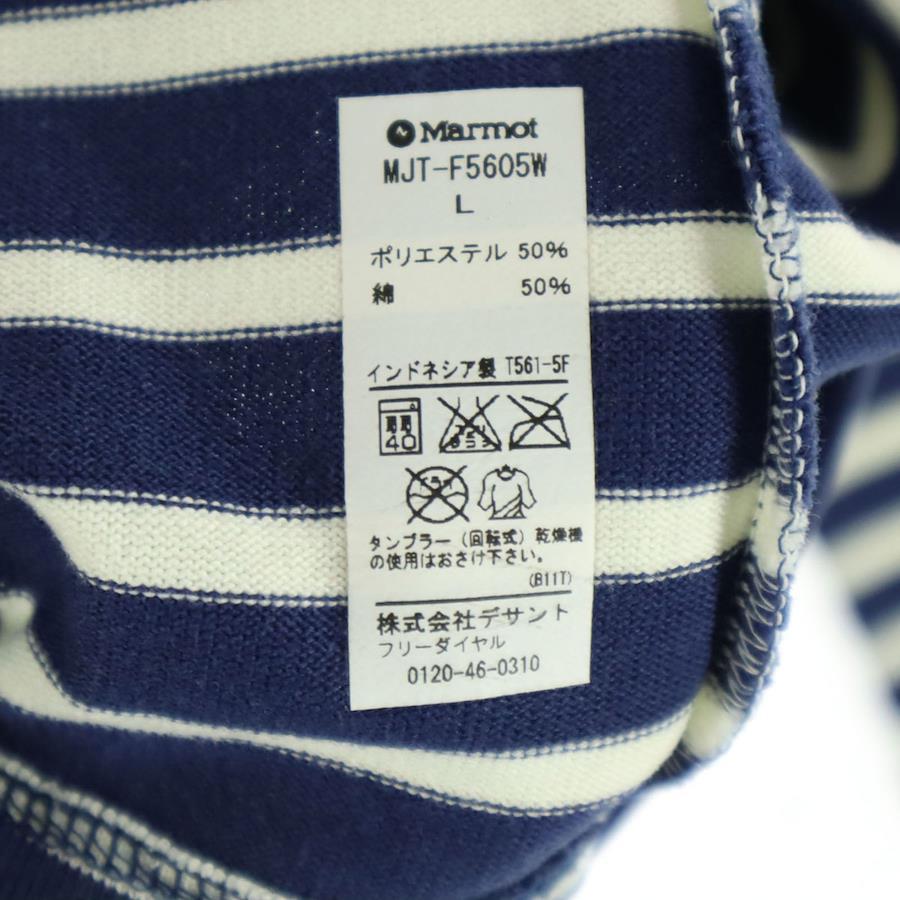 Marmot
MJT-F5605W
L
ポリエステル 50%
綿 50%
インドネシア製 T561-5F
40
タンブラー (回転式) 乾燥機
の使用はおさけ下さい。
(B11T)
株式会社デサント
フリーダイヤル
0120-46-0310